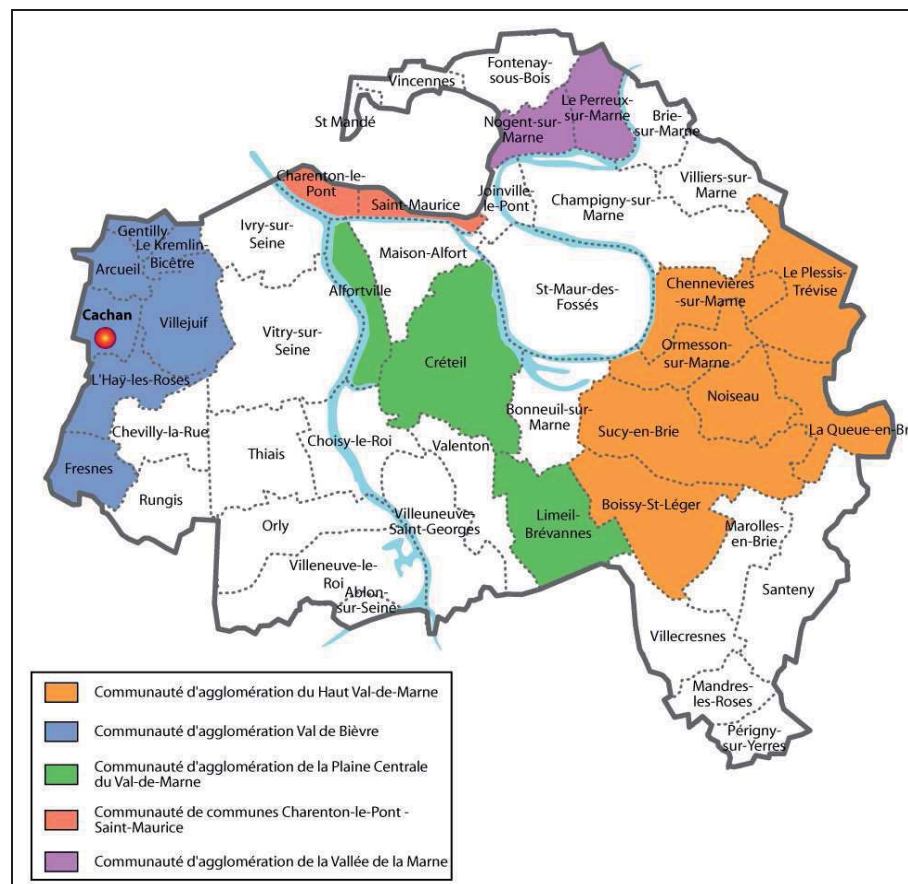 Fontenay-
sous-Bois
Vincennes
Le Perreux-
sur-Marne
St Mandé
Nogent-sur-
Marne
Brie-
sur-Marne
Charenton-le-
Pont
Saint-Maurice
Joinville-
le-Pont
Champigny-sur-
Marne
Villiers-sur-
Marne
Gentilly
Le Kremlin-
Bicêtre
Arcueil
Ivry-sur-
Seine
Maison-Alfort
Cachan
Villejuif
Vitry-sur-
Seine
Alfortville
St-Maur-des-
Fossés
Chennevières
-sur-Marne
Le Plessis-
Trévise
Ormesson-
sur-Marne
Créteil
L'Haÿ-les-Roses
Noiseau
Bonneuil-sur-
Marne
Chevilly-la-Rue
Sucy-en-Brie
La Queue-en-Br
Thiais
Choisy-le-Roi
Valenton
Fresnes
Rungis
Orly
Villeuneuve-
Saint-Georges
Limeil-
Brévannes
Boissy-St-Léger
Marolles-
en-Brie
Villeneuve-le-
Roi
Ablon-
sur-Seine
Santeny
Villecresnes
Mandres-
les-Roses
Périgny-
sur-Yerres
Communauté d'agglomération du Haut Val-de-Marne
Communauté d'agglomération Val de Bièvre
Communauté d'agglomération de la Plaine Centrale
du Val-de-Marne
Communauté de communes Charenton-le-Pont -
Saint-Maurice
Communauté d'agglomération de la Vallée de la Marne